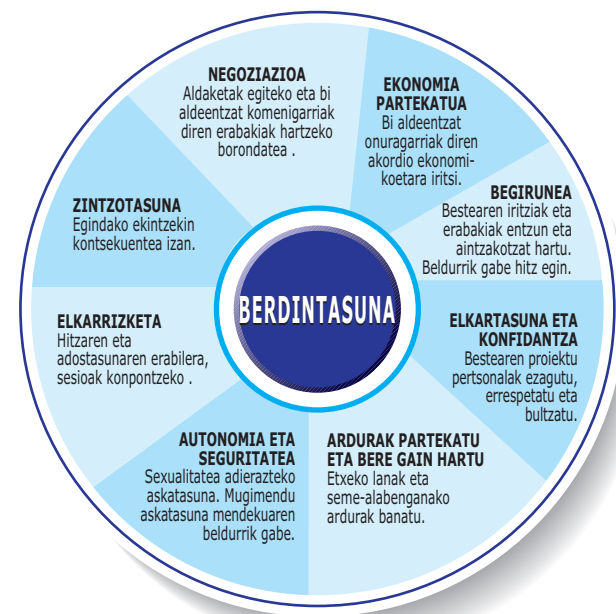 NEGOZIAZIOA
Aldaketak egiteko eta bi
aldeentzat komenigarriak
diren erabakiak hartzeko
borondatea .
EKONOMIA
PARTEKATUA
Bi aldeentzat
onuragarriak diren
akordio ekonomi-
koetara iritsi.
BEGIRUNEA
Bestearen iritziak eta
erabakiak entzun eta
aintzakotzat hartu.
Beldurrik gabe hitz egin.
ELKARTASUNA ETA
KONFIDANTZA
Bestearen proiektu
pertsonalak ezagutu,
errespetatu eta
bultzatu.
ARDURAK PARTEKATU
ETA BERE GAIN HARTU
Etxeko lanak eta
seme-alabenganako
ardurak banatu.
AUTONOMIA ETA
SEGURITATEA
Sexualitatea adierazteko
askatasuna. Mugimendu
askatasuna mendekuaren
beldurrik gabe.
ELKARRIZKETA
Hitzaren eta
adostasunaren erabilera,
sesioak konpontzeko .
ZINTZOTASUNA
Egindako ekintzekin
kontsekuentea izan.
BERDINTASUNA